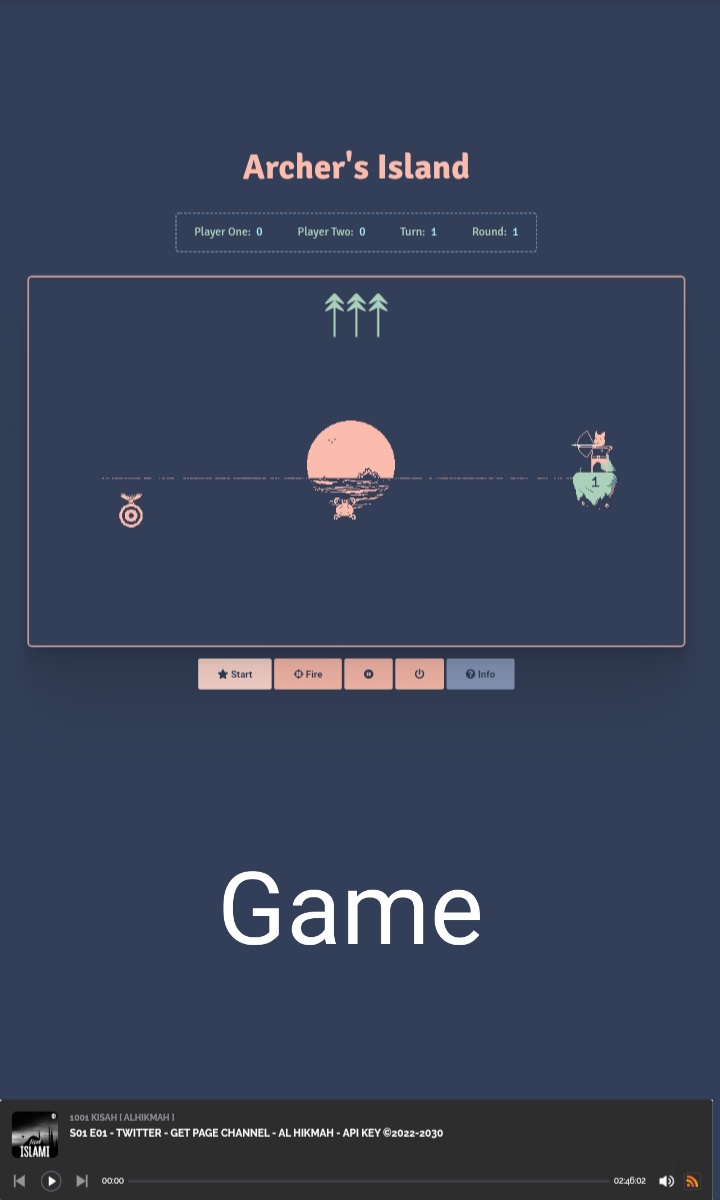 Archer's Island
Player One: 0 Player Two: 0 Turn: 1 Round: 1
1
Start Fire Info
Game
1001 KISAH [ ALHIKMAH ]
S01 E01 - TWITTER - GET PAGE CHANNEL - AL HIKMAH - API KEY ©2022-2030
ISLAMI
00:00 02:46:02